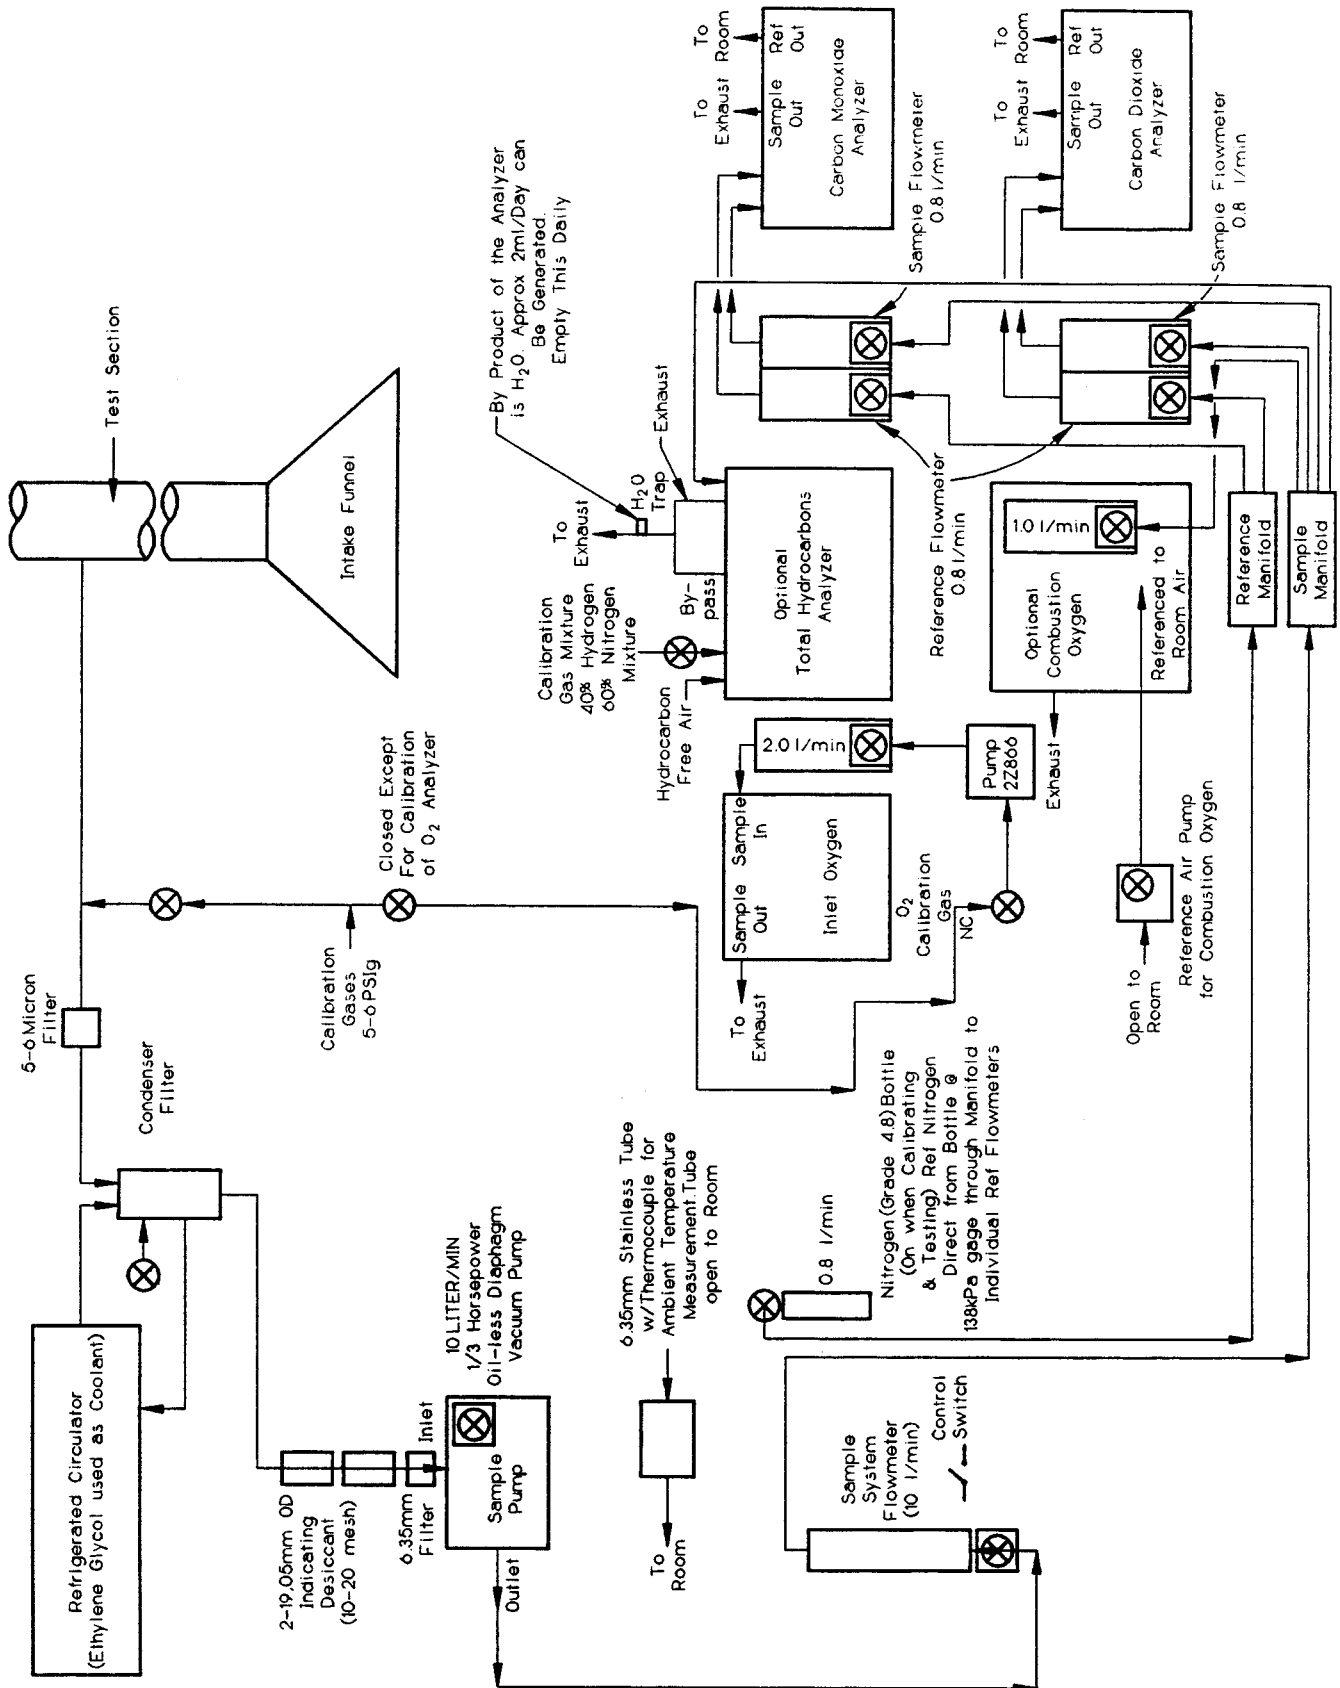 Refrigerated Circulator
(Ethylene Glycol used as Coolant)
Condenser
Filter
5-6 Micron
Filter
Test Section
Intake Funnel
Calibration
Gases
5-6 PSIg
Closed Except
For Calibration
of O₂ Analyzer
2-19,05mm OD
Indicating
Desiccant
(10-20 mesh)
6.35mm
Filter
Inlet
Sample
Pump
Outlet
10 LITER/MIN
1/3 Horsepower
Oil-less Diaphagm
Vacuum Pump
6.35mm Stainless Tube
w/Thermocouple for
Ambient Temperature
Measurement.Tube
open to Room
To
Room
0.8 l/min
Nitrogen (Grade 4.8) Bottle
(On when Calibrating
& Testing) Ref Nitrogen
Direct from Bottle @
138kPa gage through Manifold to
Individual Ref Flowmeters
Sample
System
Flowmeter
(10 l/min)
Control
Switch
To
Exhaust
Sample Sample
Out In
Inlet Oxygen
2.0 l/min
O₂
Calibration
Gas
NC
Pump
2Z866
Open to
Room
Reference Air Pump
for Combustion Oxygen
Calibration
Gas Mixture
40% Hydrogen
60% Nitrogen
Mixture
Hydrocarbon
Free Air
To
Exhaust
H₂O
Trap
By-
pass
Exhaust
By Product of the Analyzer
is H₂O. Approx 2ml/Day can
Be Generated.
Empty This Daily
Optional
Total Hydrocarbons
Analyzer
Reference Flowmeter
0.8 l/min
Exhaust
Optional
Combustion
Oxygen
1.0 l/min
Referenced to
Room Air
Reference
Manifold
Sample
Manifold
To To
Exhaust Room
Sample Ref
Out Out
Carbon Monoxide
Analyzer
Sample Flowmeter
0.8 l/min
To To
Exhaust Room
Sample Ref
Out Out
Carbon Dioxide
Analyzer
Sample Flowmeter
0.8 l/min